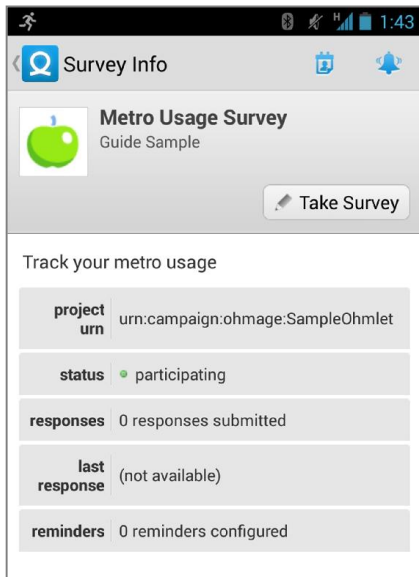 H 1:43
Survey Info
Metro Usage Survey
Guide Sample
Take Survey
Track your metro usage
project urn urn:campaign:ohmage:SampleOhmlet
status participating
responses 0 responses submitted
last response (not available)
reminders 0 reminders configured